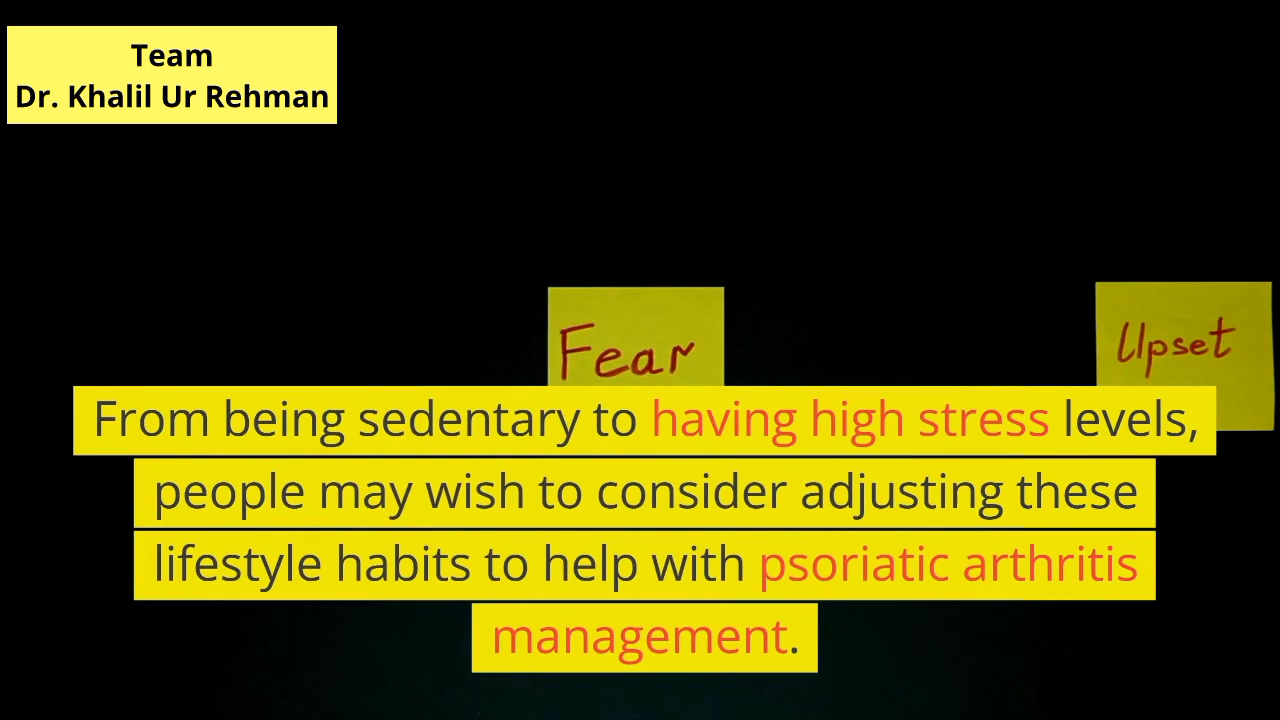 Team
Dr. Khalil Ur Rehman
Fear
Upset
From being sedentary to having high stress levels,
people may wish to consider adjusting these
lifestyle habits to help with psoriatic arthritis
management.